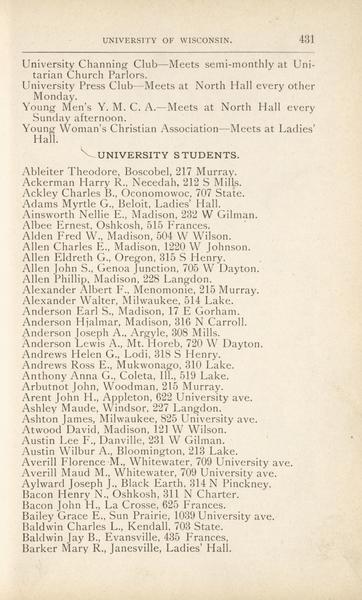 UNIVERSITY OF WISCONSIN. 431
University Channing Club—Meets semi-monthly at Uni-
tarian Church Parlors.
University Press Club—Meets at North Hall every other
Monday.
Young Men's Y. M. C. A.—Meets at North Hall every
Sunday afternoon.
Young Woman's Christian Association—Meets at Ladies'
Hall.
UNIVERSITY STUDENTS.
Ableiter Theodore, Boscobel, 217 Murray.
Ackerman Harry R., Necedah, 212 S Mills.
Ackley Charles B., Oconomowoc, 707 State.
Adams Myrtle G., Beloit, Ladies' Hall.
Ainsworth Nellie E., Madison, 232 W Gilman.
Albee Ernest, Oshkosh, 515 Frances.
Alden Fred W., Madison, 504 W Wilson.
Allen Charles E., Madison, 1220 W Johnson.
Allen Eldreth G., Oregon, 315 S Henry.
Allen John S., Genoa Junction, 705 W Dayton.
Allen Phillip, Madison, 228 Langdon.
Alexander Albert F., Menomonie, 215 Murray.
Alexander Walter, Milwaukee, 514 Lake.
Anderson Earl S., Madison, 17 E Gorham.
Anderson Hjalmar, Madison, 316 N Carroll.
Anderson Joseph A., Argyle, 308 Mills.
Anderson Lewis A., Mt. Horeb, 720 W Dayton.
Andrews Helen G., Lodi, 318 S Henry.
Andrews Ross E., Mukwonago, 310 Lake.
Anthony Anna G., Coleta, Ill., 519 Lake.
Arbutnot John, Woodman, 215 Murray.
Arent John H., Appleton, 622 University ave.
Ashley Maude, Windsor, 227 Langdon.
Ashton James, Milwaukee, 825 University ave.
Atwood David, Madison, 121 W Wilson.
Austin Lee F., Danville, 231 W Gilman.
Austin Wilbur A., Bloomington, 213 Lake.
Averill Florence M., Whitewater, 709 University ave.
Averill Maud M., Whitewater, 709 University ave.
Aylward Joseph J., Black Earth, 314 N Pinckney.
Bacon Henry N., Oshkosh, 311 N Charter.
Bacon John H., La Crosse, 625 Frances.
Bailey Grace E., Sun Prairie, 1039 University ave.
Baldwin Charles L., Kendall, 703 State.
Baldwin Jay B., Evansville, 435 Frances,
Barker Mary R., Janesville, Ladies' Hall.